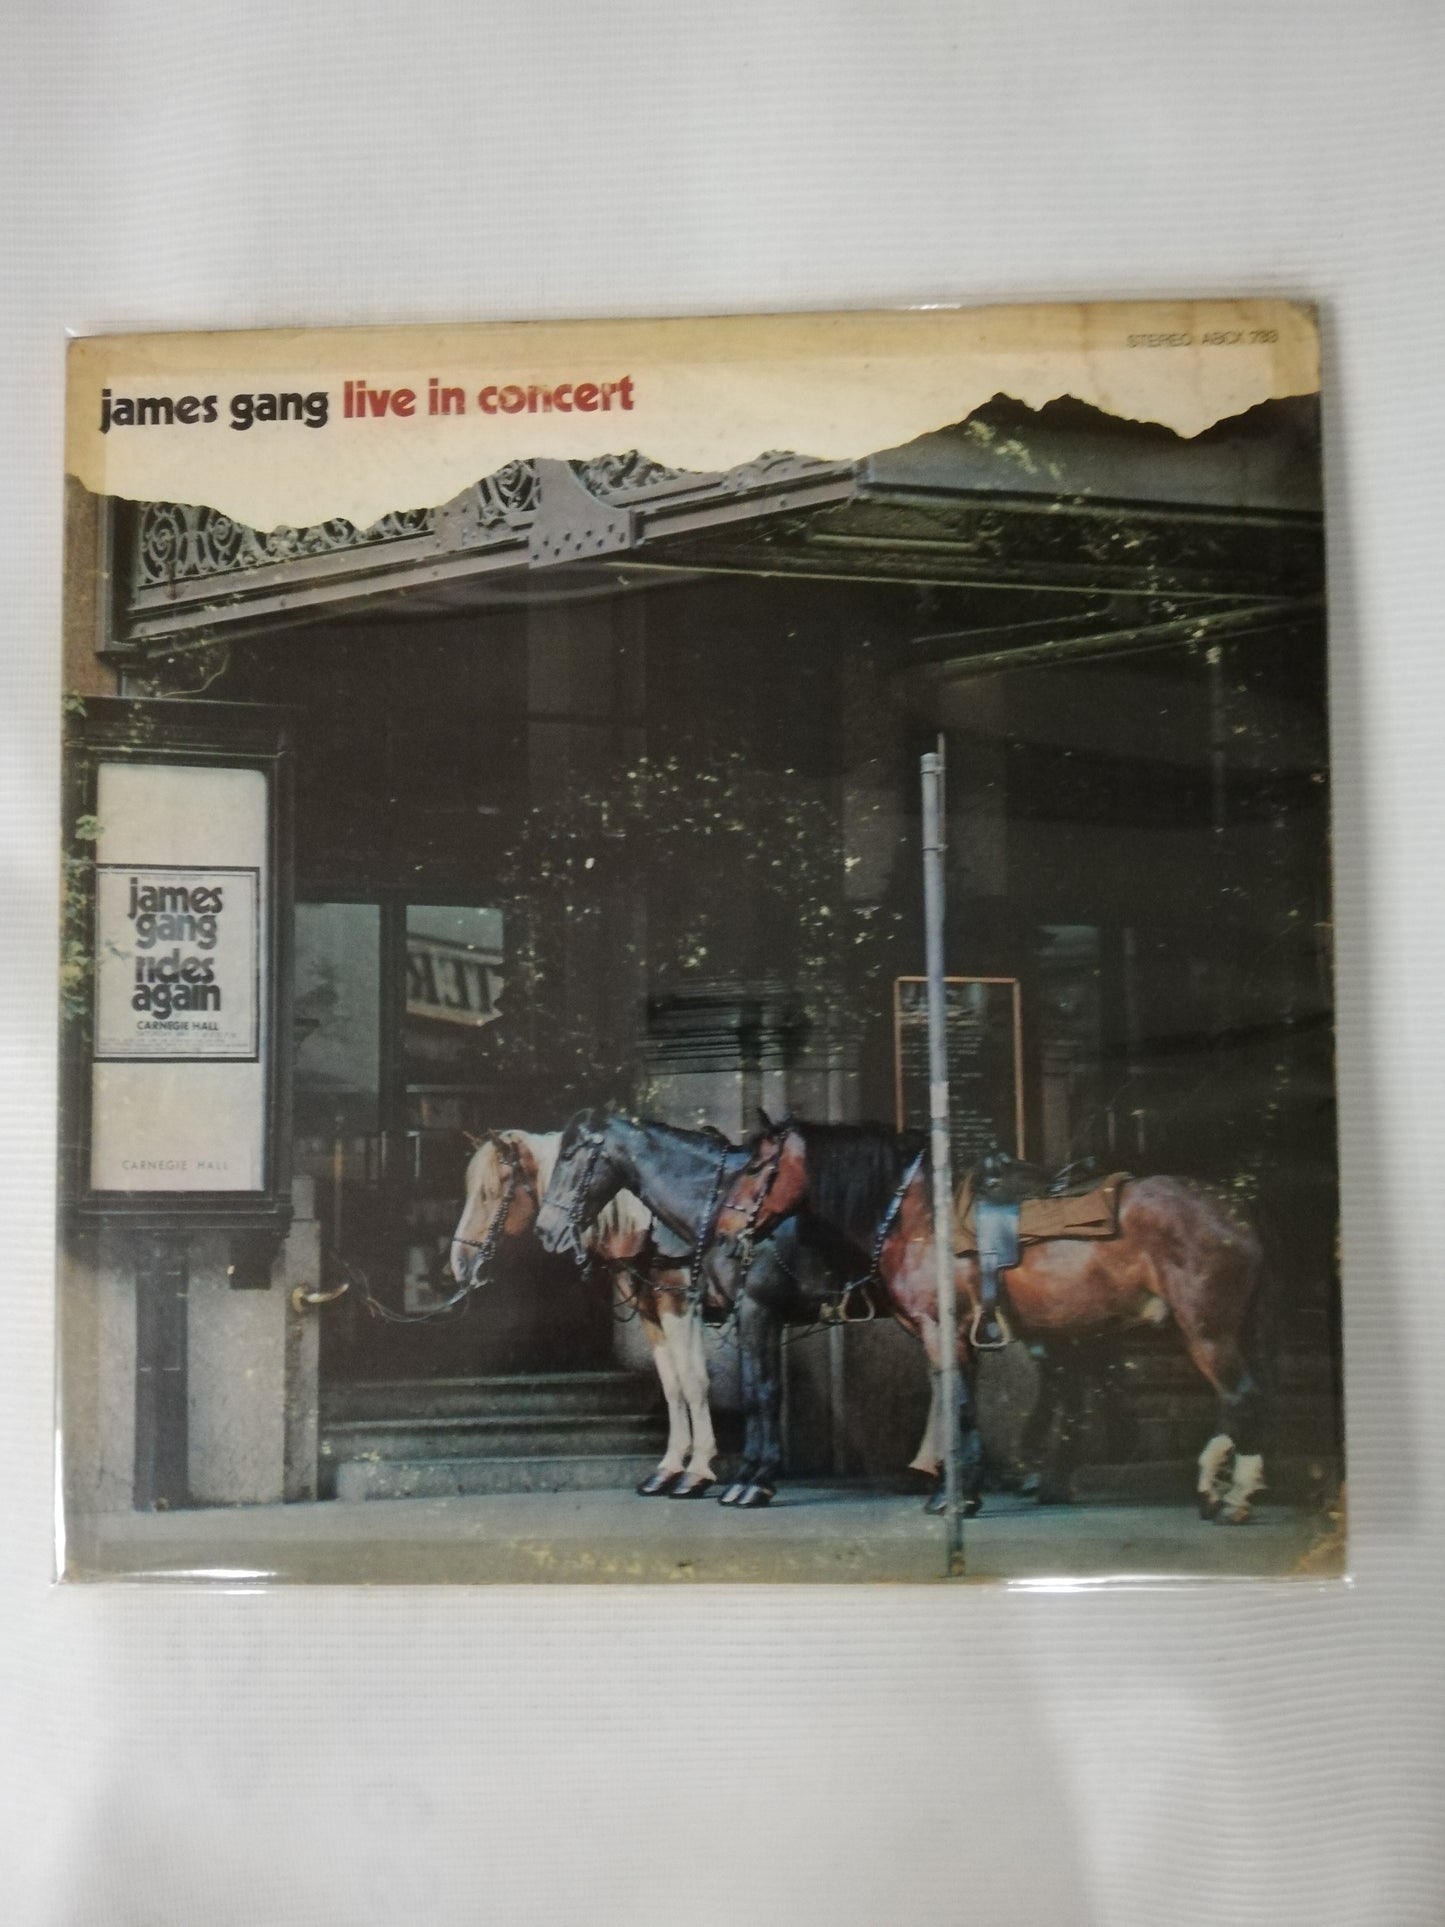 STEREO ABCX 733
james gang live in concert
james
gang
rides
again
CARNEGIE HALL
CARNEGIE HALL